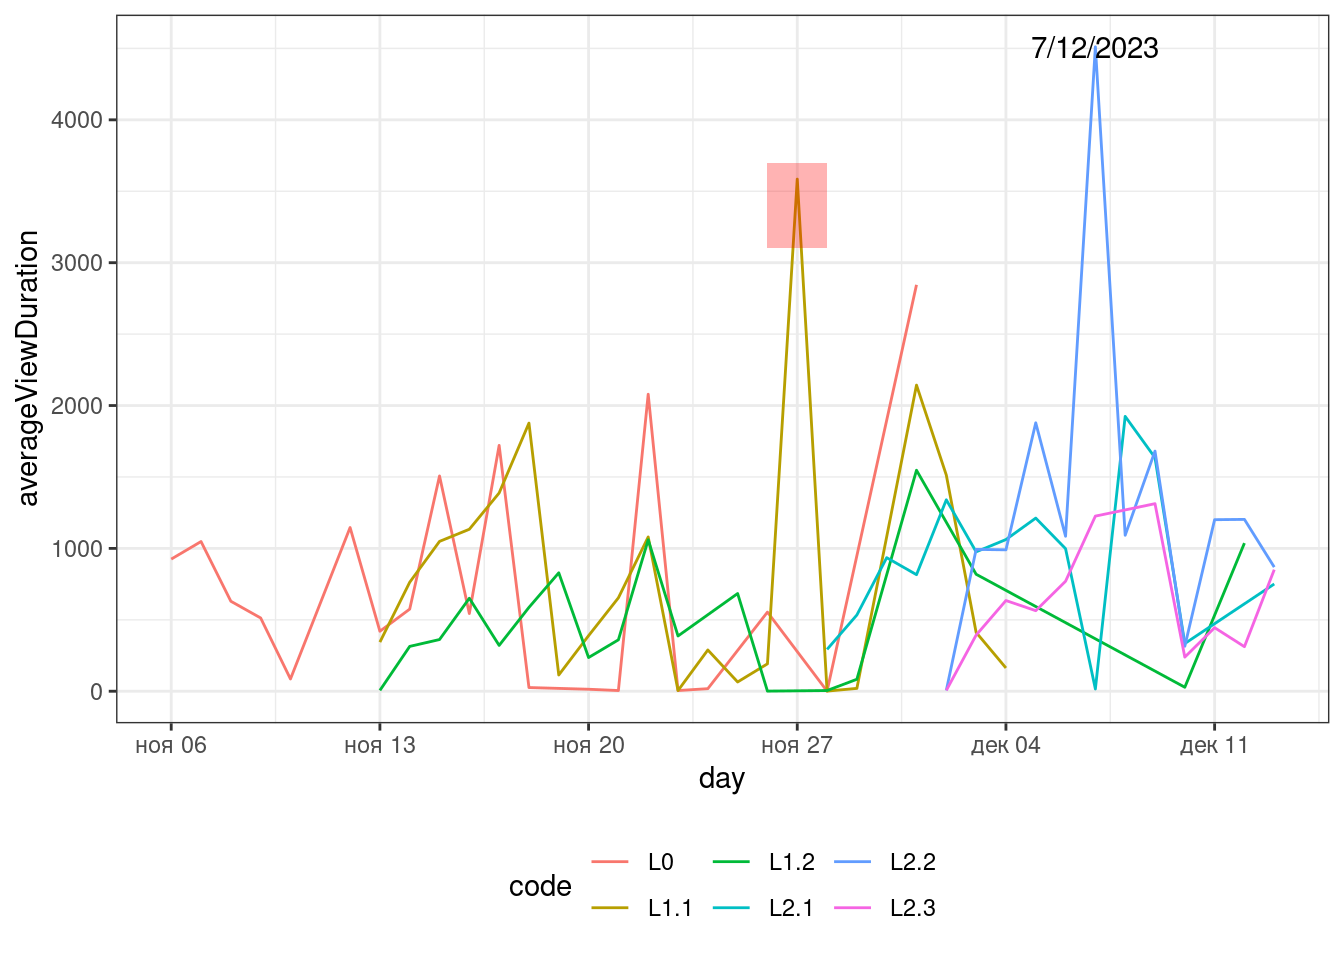 7/12/2023
averageViewDuration
4000
3000
2000
1000
0
ноя 06 ноя 13 ноя 20 ноя 27 дек 04 дек 11
day
code
L0 L1.2 L2.2
L1.1 L2.1 L2.3